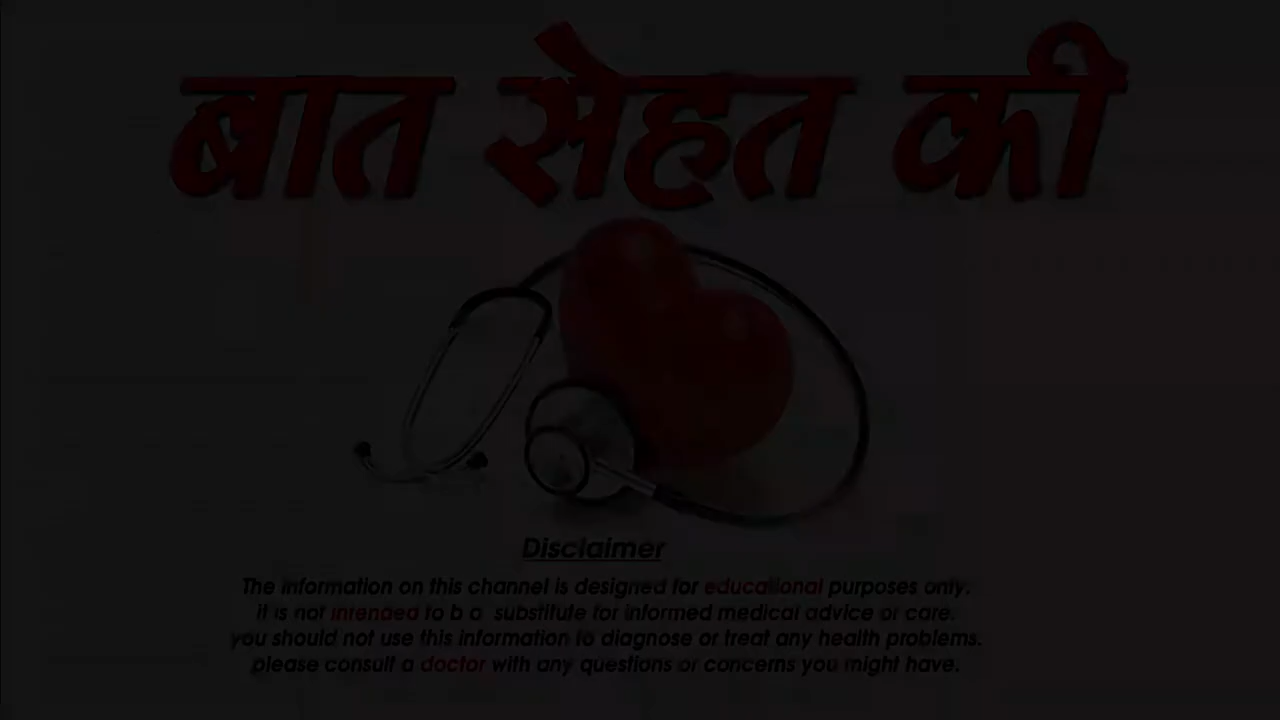 बात सेहत की
Disclaimer
The information on this channel is designed for educational purposes only.
it is not intended to b a substitute for informed medical advice or care.
you should not use this information to diagnose or treat any health problems.
please consult a doctor with any questions or concerns you might have.